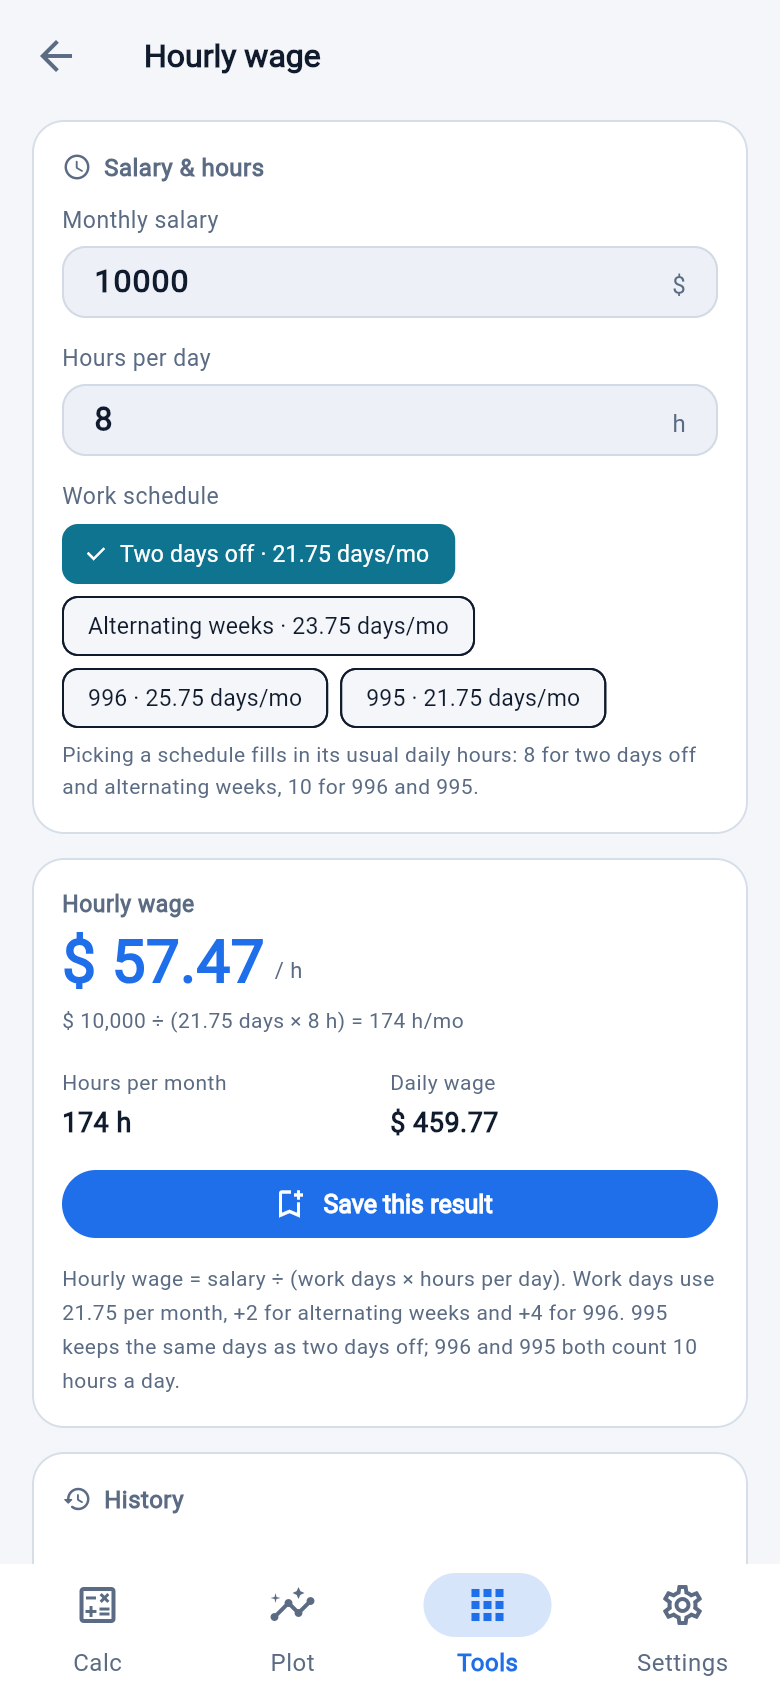 Hourly wage
Salary & hours
Monthly salary
10000 $
Hours per day
8 h
Work schedule
Two days off · 21.75 days/mo
Alternating weeks · 23.75 days/mo
996 · 25.75 days/mo
995 · 21.75 days/mo
Picking a schedule fills in its usual daily hours: 8 for two days off
and alternating weeks, 10 for 996 and 995.
Hourly wage
$ 57.47 / h
$ 10,000 ÷ (21.75 days × 8 h) = 174 h/mo
Hours per month
174 h
Daily wage
$ 459.77
Save this result
Hourly wage = salary ÷ (work days × hours per day). Work days use
21.75 per month, +2 for alternating weeks and +4 for 996. 995
keeps the same days as two days off; 996 and 995 both count 10
hours a day.
History
Calc
Plot
Tools
Settings